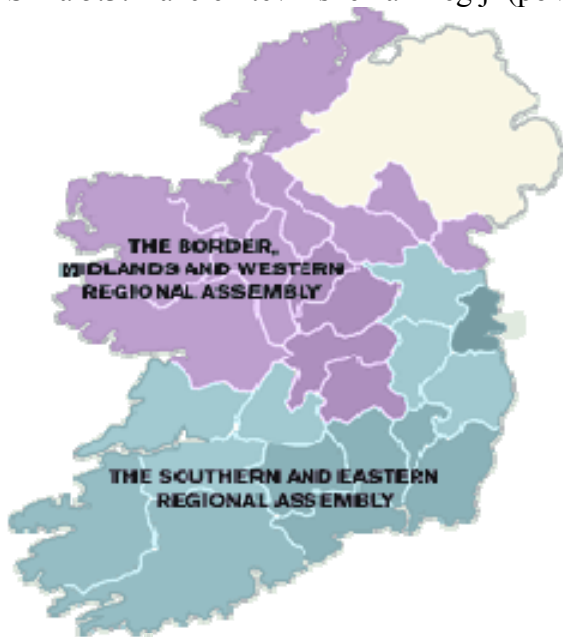 THE BORDER,
MIDLANDS AND WESTERN
REGIONAL ASSEMBLY
THE SOUTHERN AND EASTERN
REGIONAL ASSEMBLY